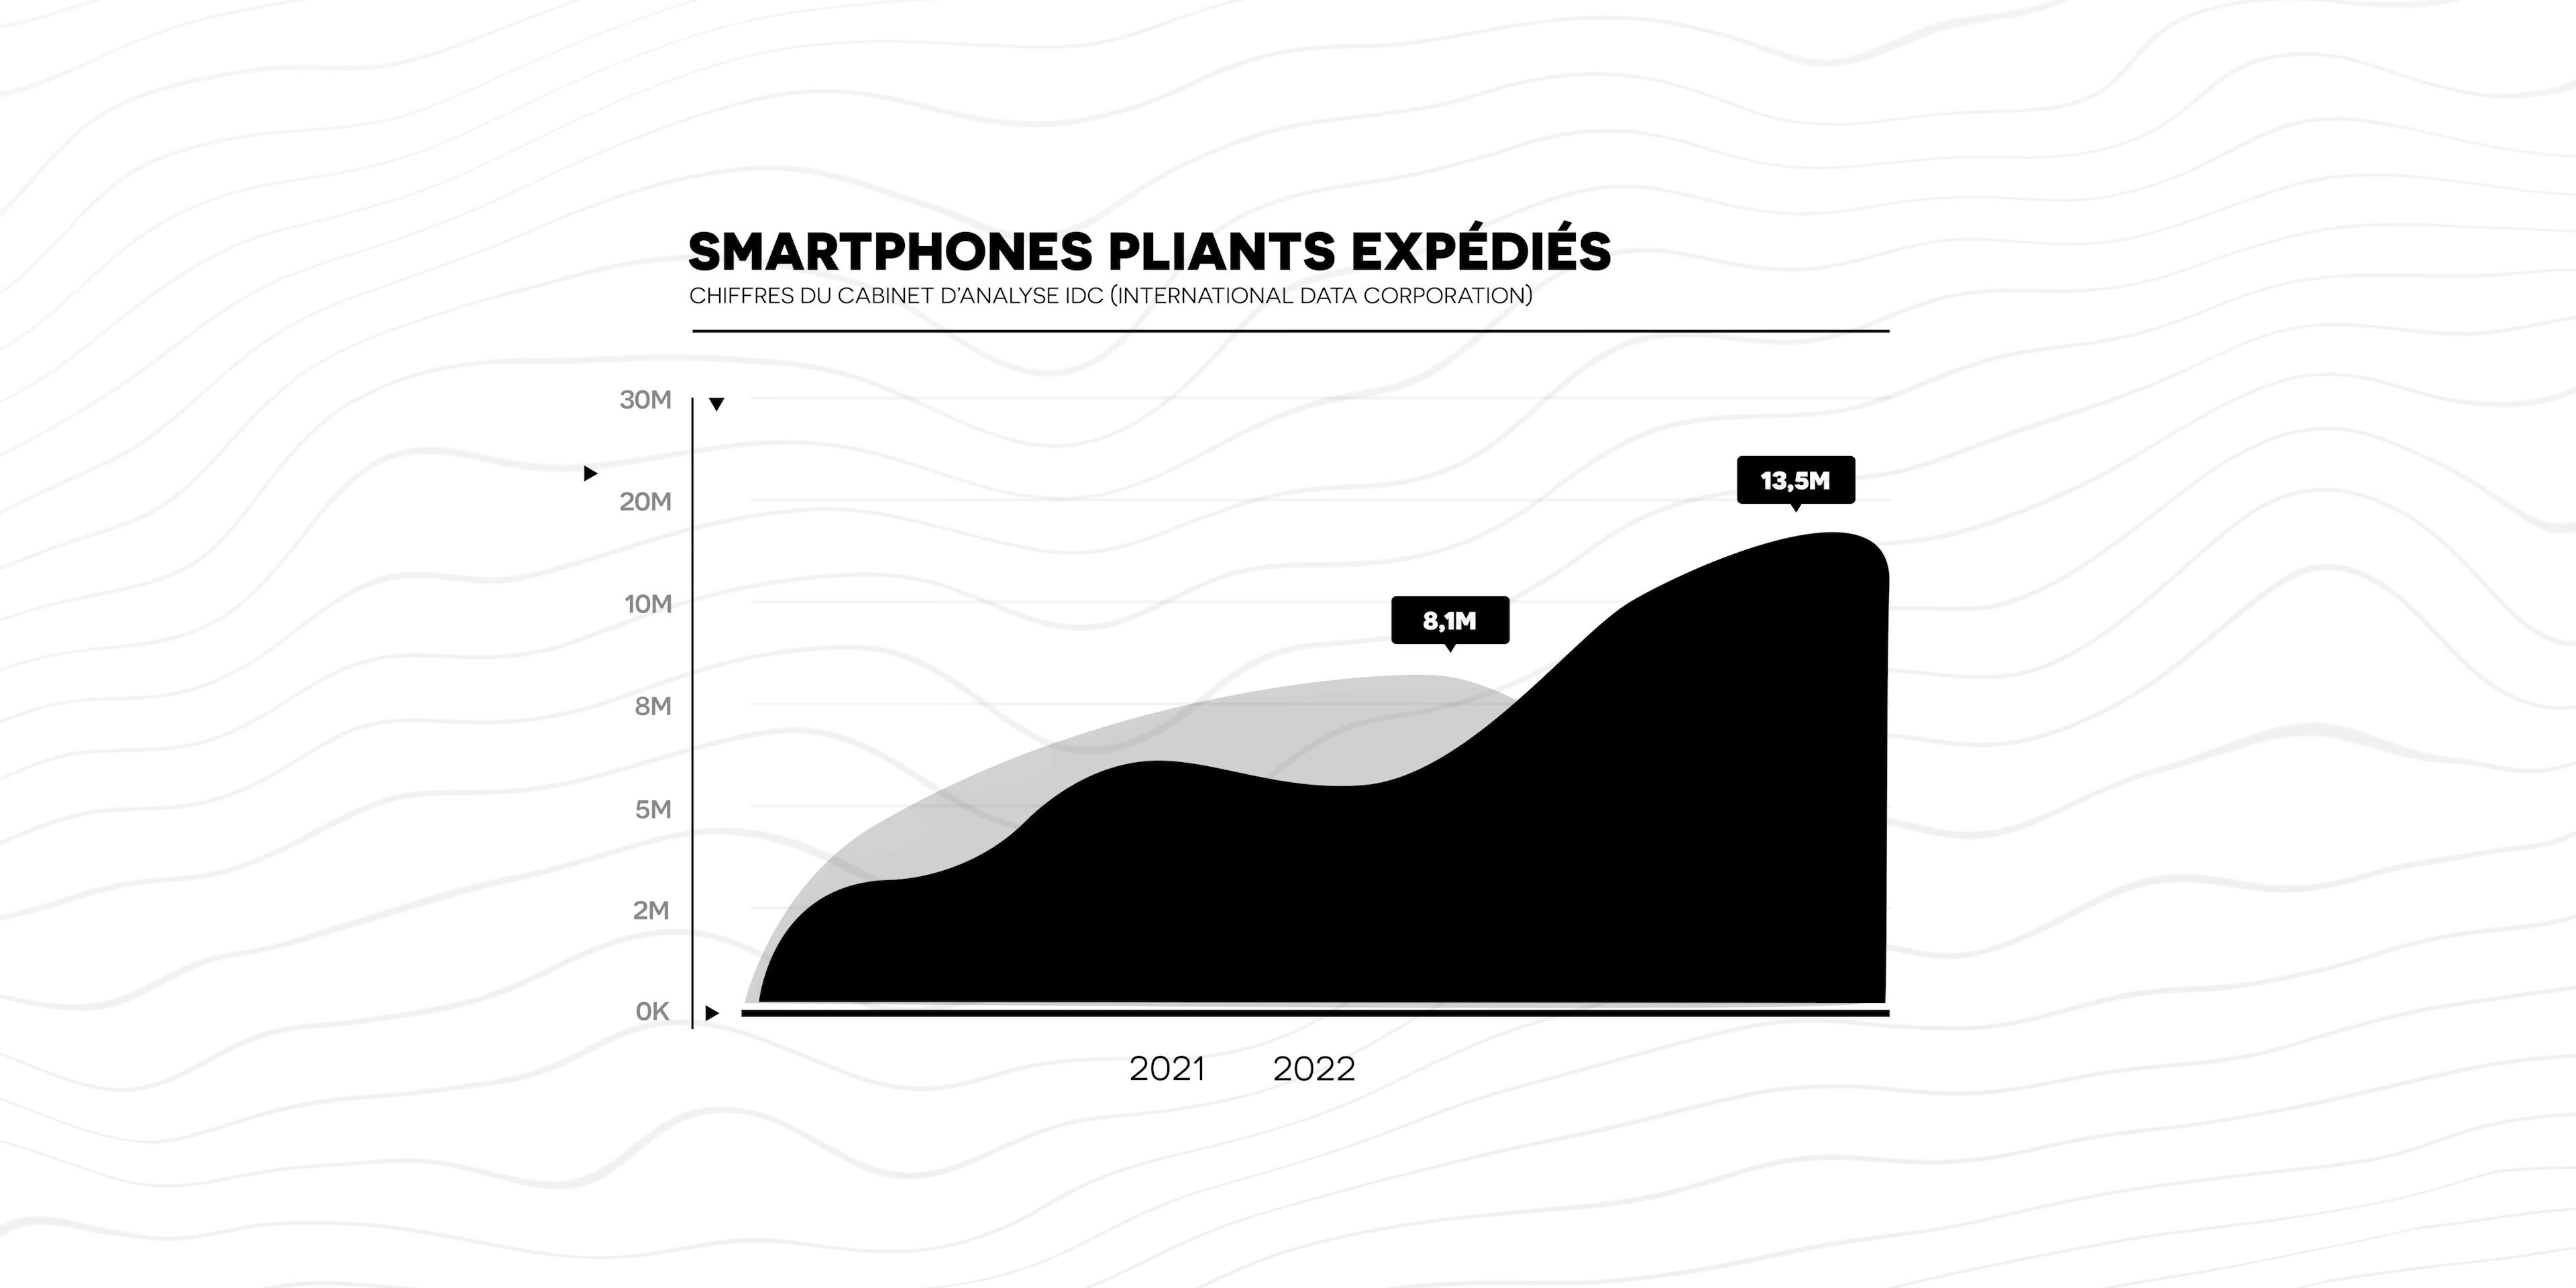 SMARTPHONES PLIANTS EXPÉDIÉS
CHIFFRES DU CABINET D'ANALYSE IDC (INTERNATIONAL DATA CORPORATION)
30M
20M
10M
8M
5M
2M
0K
8,1M
13,5M
2021 2022